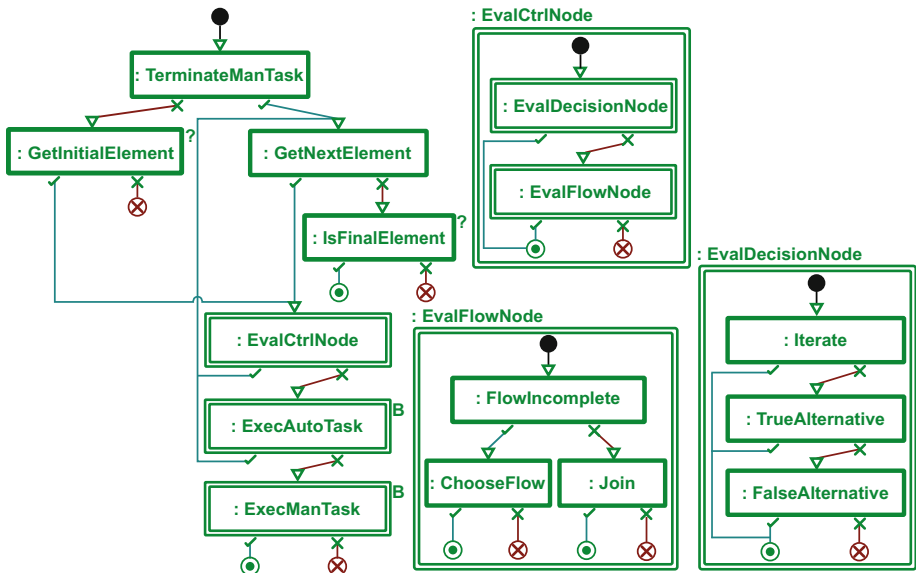 : TerminateManTask
: GetInitialElement
?
: GetNextElement
: IsFinalElement
?
: EvalCtrlNode
: ExecAutoTask
B
: ExecManTask
B
: EvalCtrlNode
: EvalDecisionNode
: EvalFlowNode
: EvalFlowNode
: FlowIncomplete
: ChooseFlow
: Join
: EvalDecisionNode
: Iterate
: TrueAlternative
: FalseAlternative